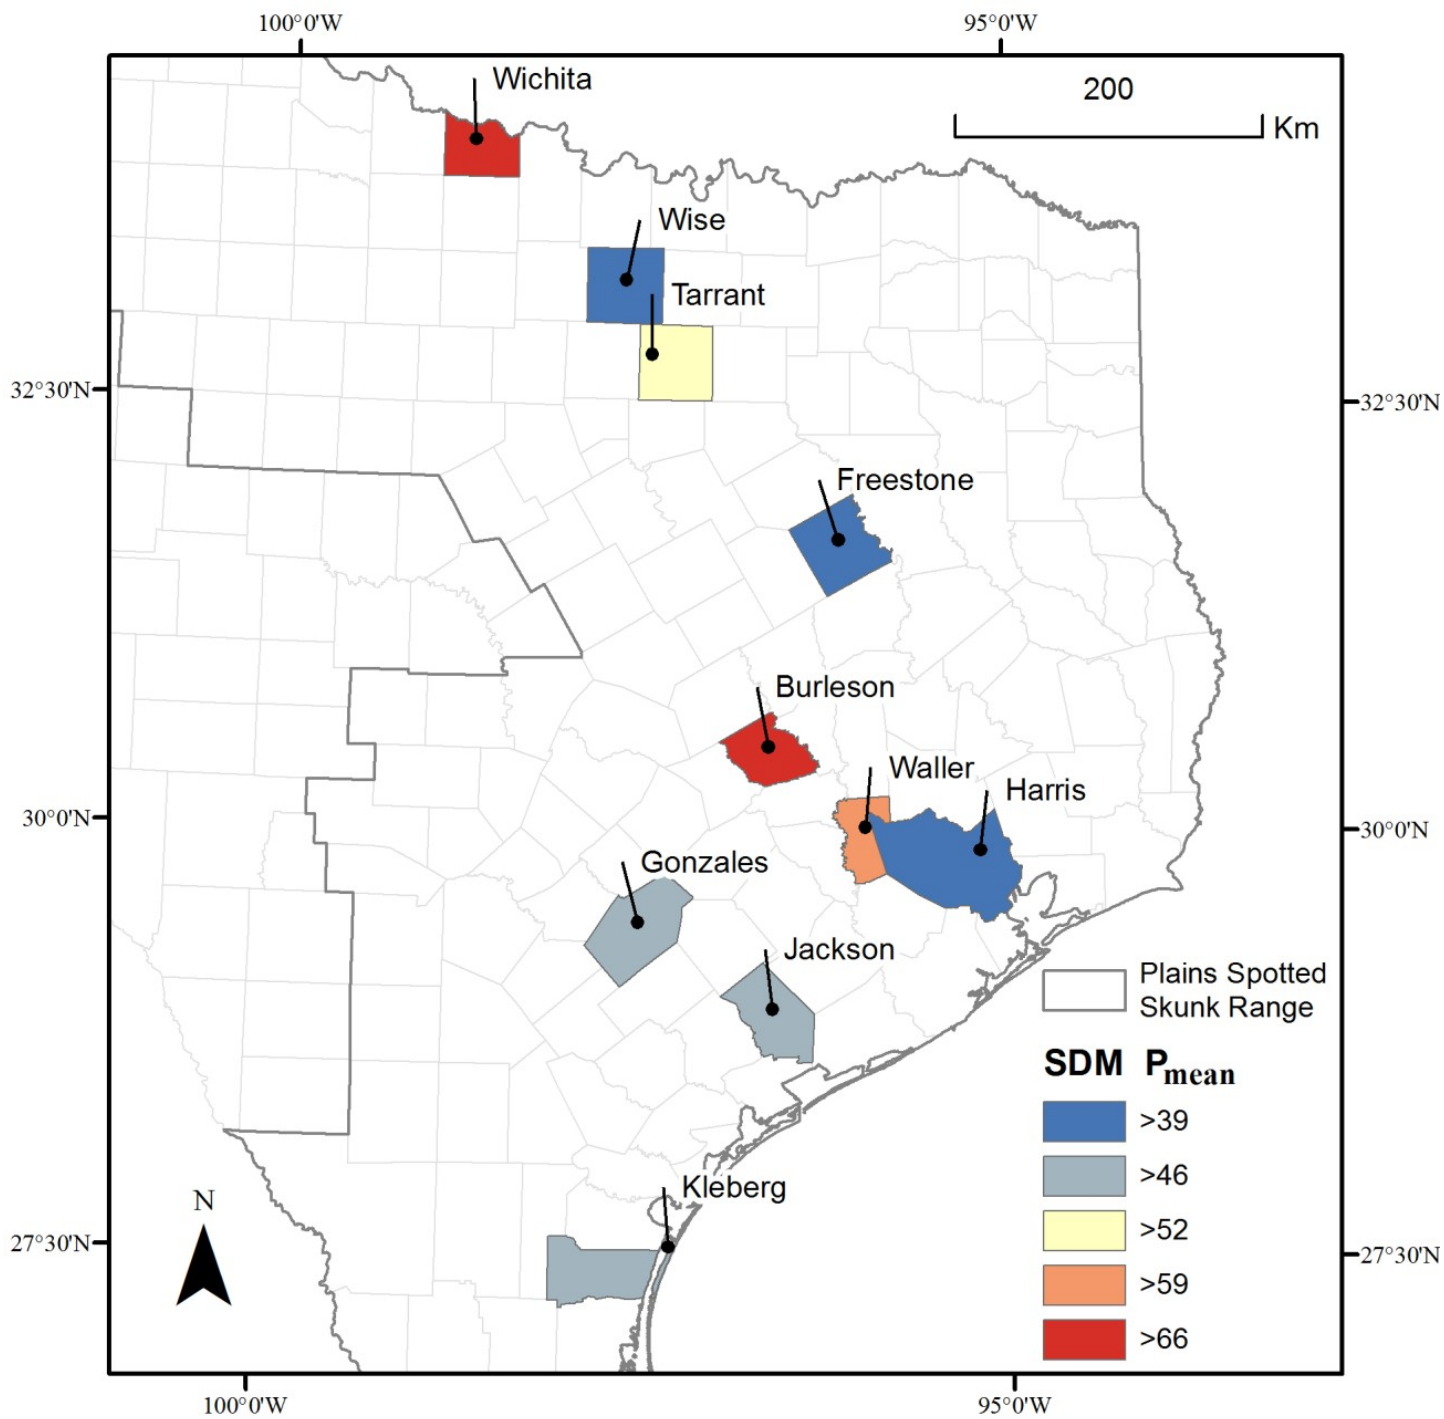 100°0'W
95°0'W
Wichita
200
Km
Wise
Tarrant
32°30'N
32°30'N
Freestone
Burleson
Waller
Harris
30°0'N
30°0'N
Gonzales
Jackson
Plains Spotted
Skunk Range
SDM Pmean
>39
>46
>52
>59
>66
Kleberg
N
27°30'N
27°30'N
100°0'W
95°0'W